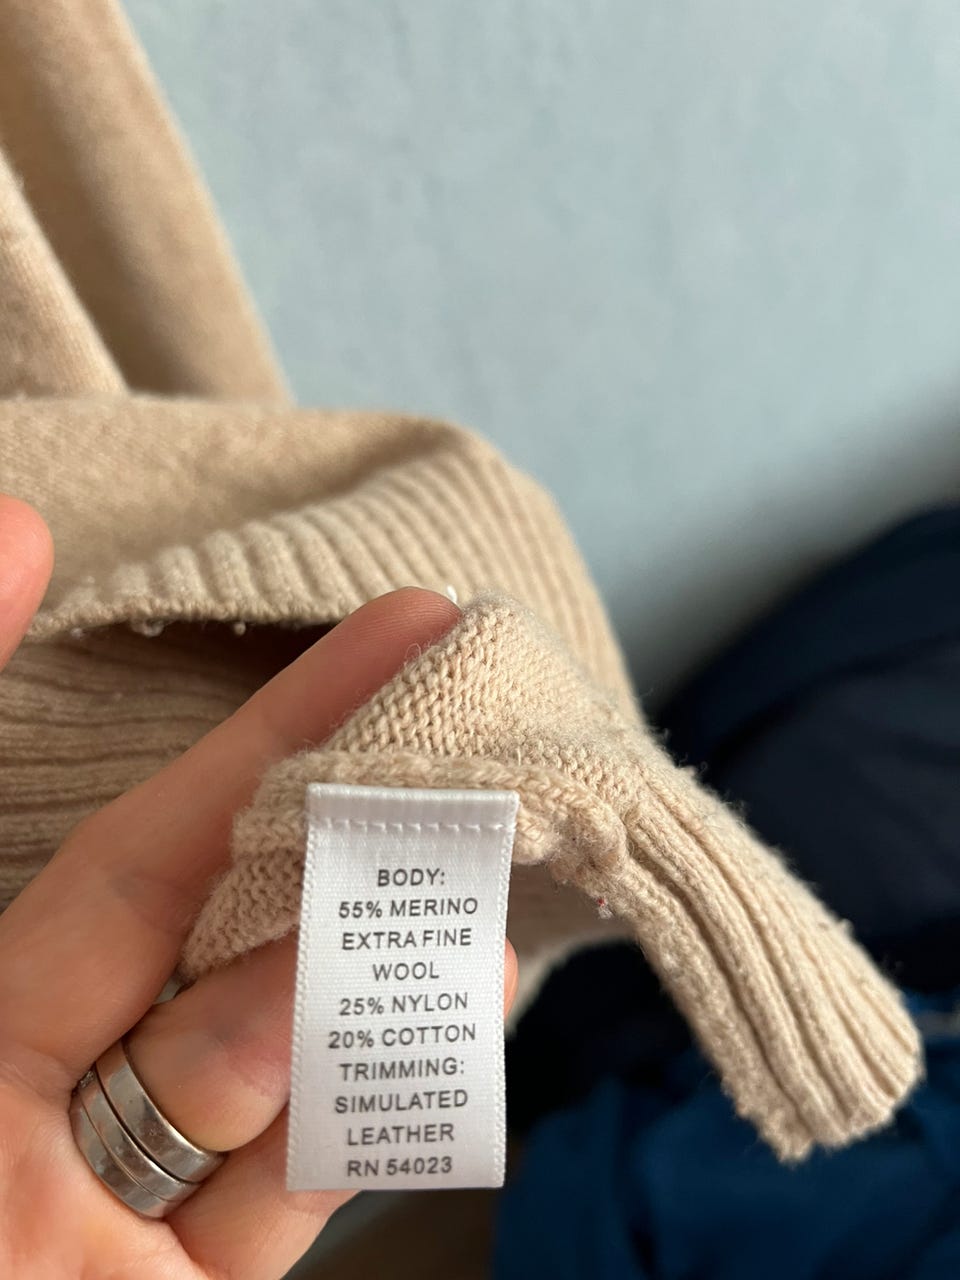 BODY:
55% MERINO
EXTRA FINE
WOOL
25% NYLON
20% COTTON
TRIMMING:
SIMULATED
LEATHER
RN 54023